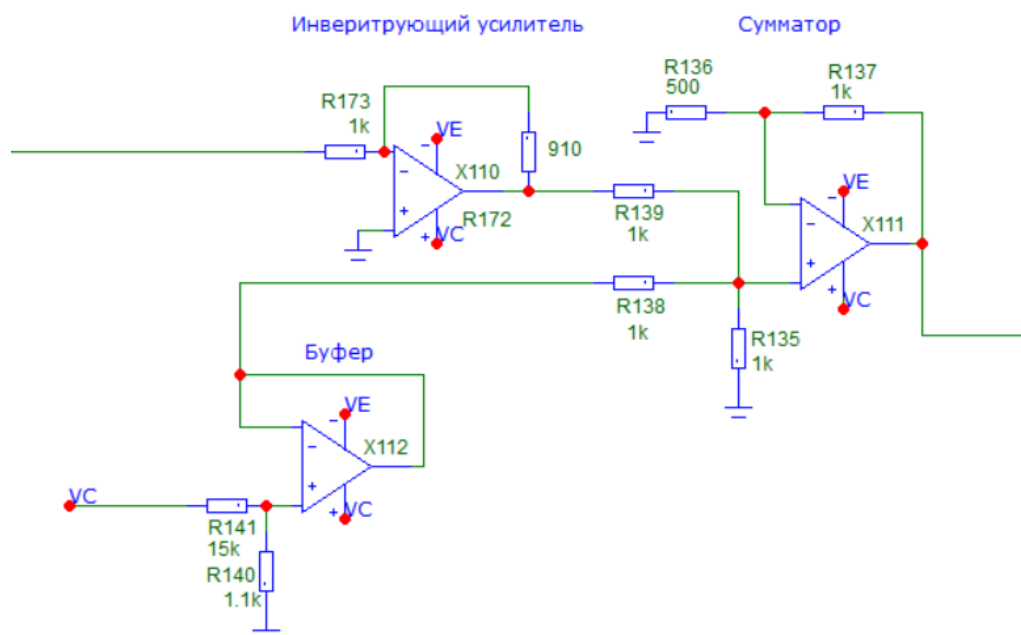 Инверитрующий усилитель
Сумматор
R136
500
R137
1k
R173
1k
VE
-
910
-
+
X110
R172
+
VC
R139
1k
VE
-
X111
-
+
+
VC
R138
1k
R135
1k
Буфер
VE
-
X112
-
+
+
VC
VC
R141
15k
R140
1.1k